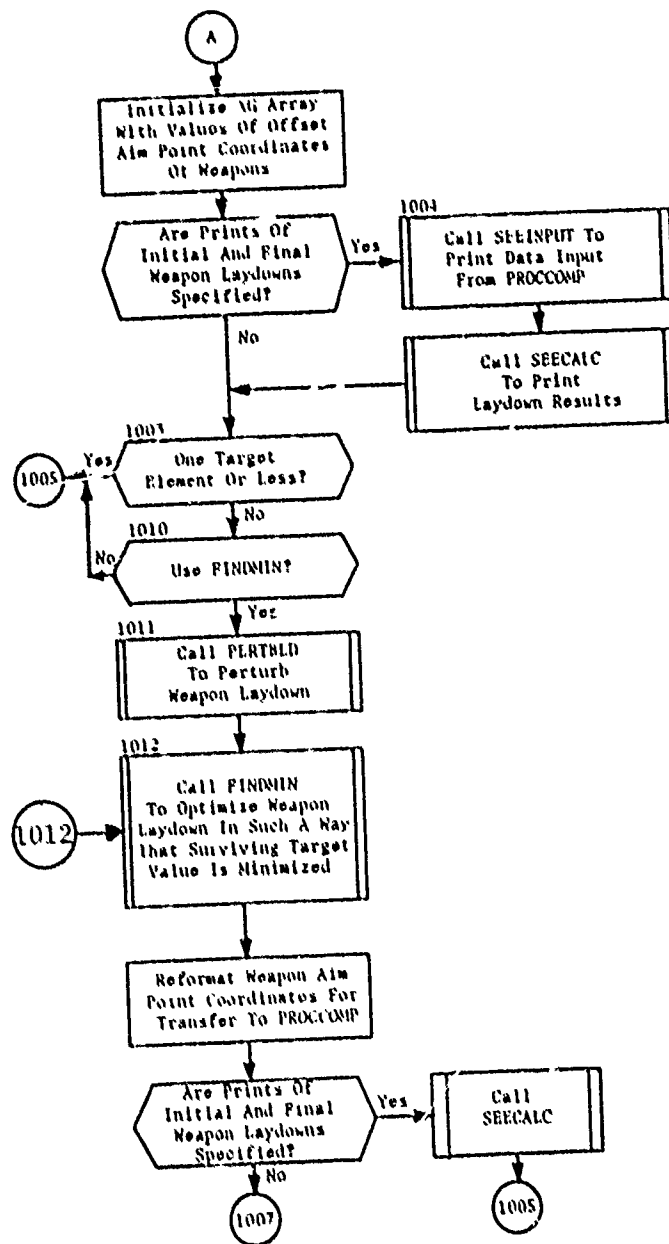 A
Initialize XG Array
With Values Of Offset
Aim Point Coordinates
Of Weapons
Are Prints Of
Initial And Final
Weapon Laydowns
Specified?
Yes
No
1004
Call SEEINPUT To
Print Data Input
From PROCCOMP
Call SEECALC
To Print
Laydown Results
1003
One Target
Element Or Less?
Yes
1005
No
1010
Use FINDMIN?
No
Yes
1011
Call PERTBLD
To Perturb
Weapon Laydown
1012
Call FINDMIN
To Optimize Weapon
Laydown In Such A Way
That Surviving Target
Value Is Minimized
1012
Reformat Weapon Aim
Point Coordinates For
Transfer To PROCCOMP
Are Prints Of
Initial And Final
Weapon Laydowns
Specified?
Yes
Call
SEECALC
No
1007
1005